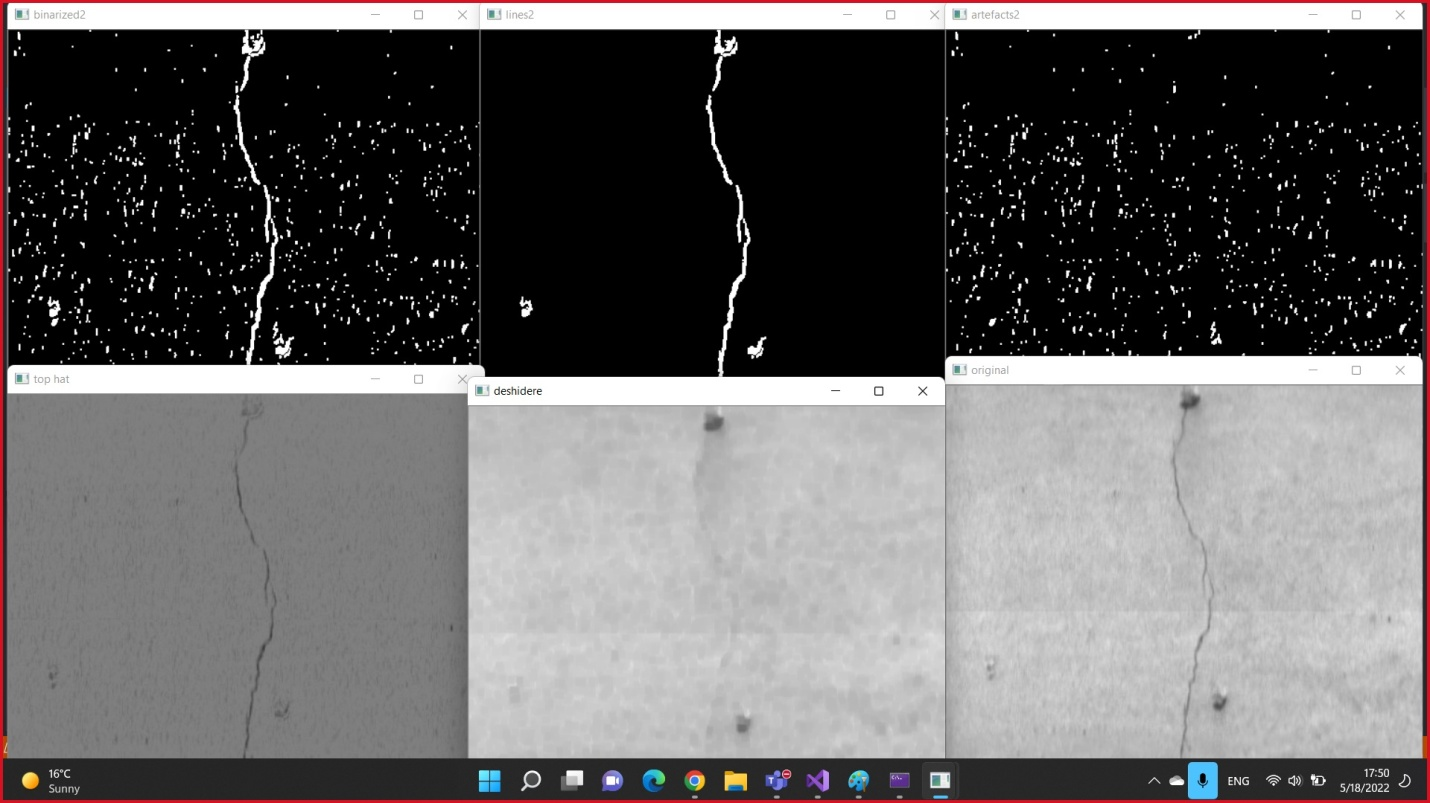 binarized2
lines2
artefacts2
top hat
deshidere
original
16°C
Sunny
ENG
17:50
5/18/2022